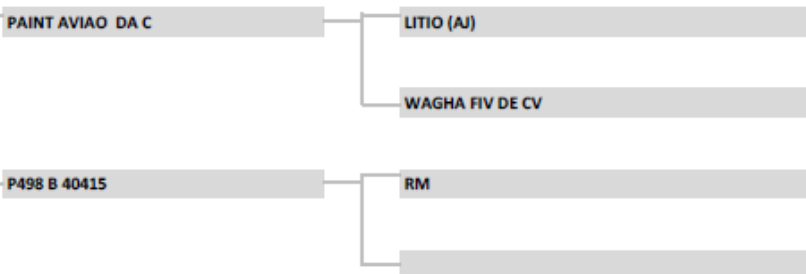 PAINT AVIAO DA C
LITIO (AJ)
WAGHA FIV DE CV
P498 B 40415
RM